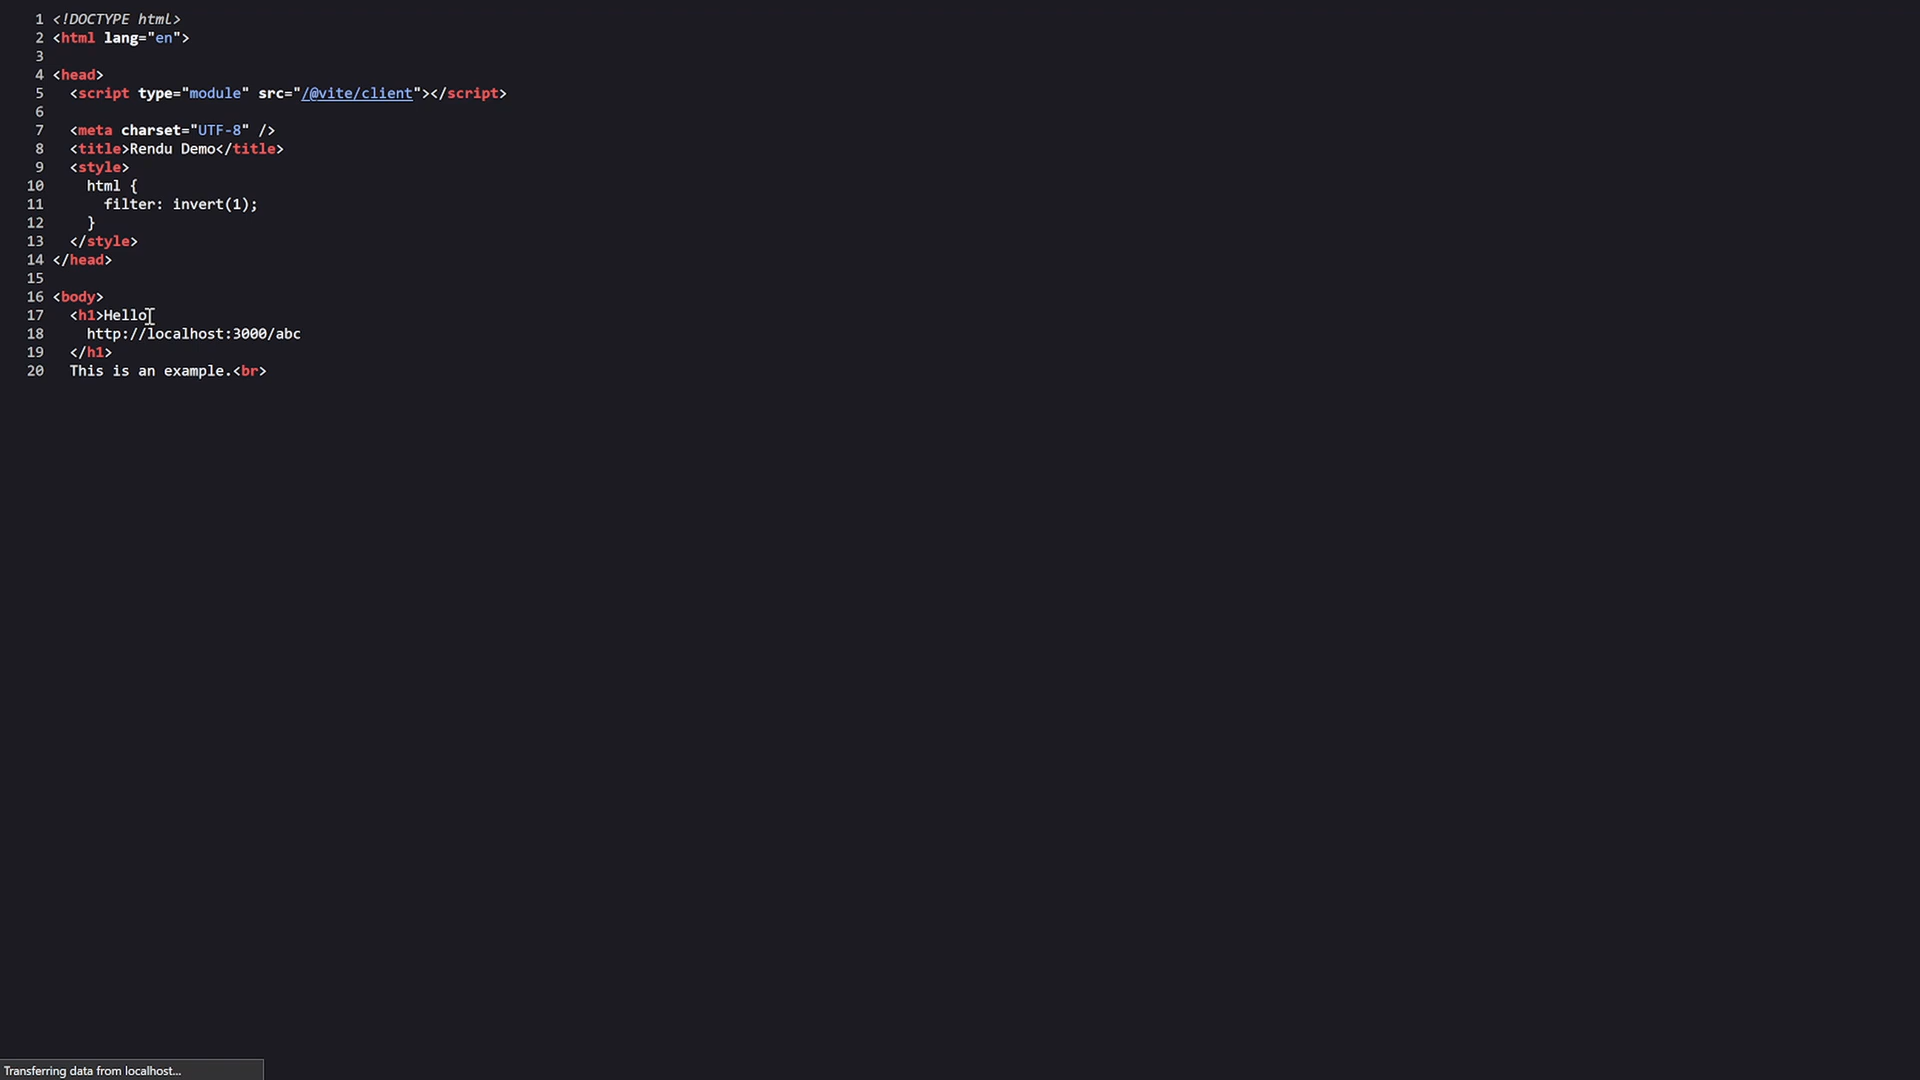 1 <!DOCTYPE html>
2 <html lang="en">
3
4 <head>
5   <script type="module" src="/@vite/client"></script>
6
7   <meta charset="UTF-8" />
8   <title>Rendu Demo</title>
9   <style>
10     html {
11       filter: invert(1);
12     }
13   </style>
14 </head>
15
16 <body>
17   <h1>Hello
18     http://localhost:3000/abc
19   </h1>
20   This is an example.<br>
Transferring data from localhost...